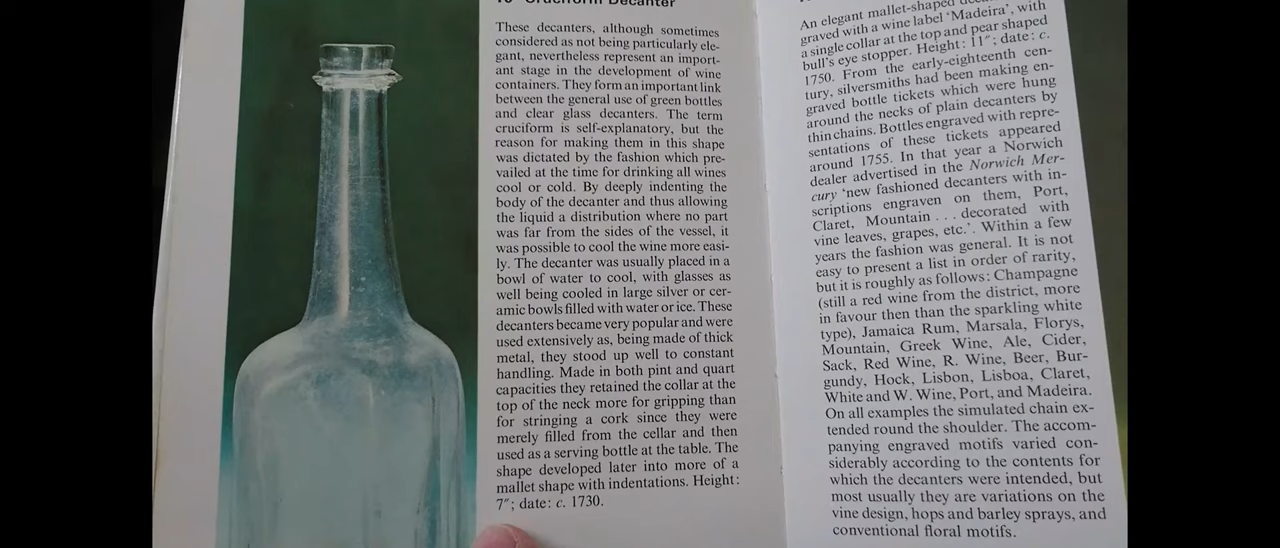 Cruciform Decanter
These decanters, although sometimes
considered as not being particularly ele-
gant, nevertheless represent an import-
ant stage in the development of wine
containers. They form an important link
between the general use of green bottles
and clear glass decanters. The term
cruciform is self-explanatory, but the
reason for making them in this shape
was dictated by the fashion which pre-
vailed at the time for drinking all wines
cool or cold. By deeply indenting the
body of the decanter and thus allowing
the liquid a distribution where no part
was far from the sides of the vessel, it
was possible to cool the wine more easi-
ly. The decanter was usually placed in a
bowl of water to cool, with glasses as
well being cooled in large silver or cer-
amic bowls filled with water or ice. These
decanters became very popular and were
used extensively as, being made of thick
metal, they stood up well to constant
handling. Made in both pint and quart
capacities they retained the collar at the
top of the neck more for gripping than
for stringing a cork since they were
merely filled from the cellar and then
used as a serving bottle at the table. The
shape developed later into more of a
mallet shape with indentations. Height:
7″; date: c. 1730.
An elegant mallet-shaped
graved with a wine label ‘Madeira’, with
a single collar at the top and pear shaped
bull's eye stopper. Height: 11″; date: c.
1750. From the early-eighteenth cen-
tury, silversmiths had been making en-
graved bottle tickets which were hung
around the necks of plain decanters by
thin chains. Bottles engraved with repre-
sentations of these tickets appeared
around 1755. In that year a Norwich
dealer advertised in the Norwich Mer-
cury ‘new fashioned decanters with in-
scriptions engraven on them, Port,
Claret, Mountain . . . decorated with
vine leaves, grapes, etc.’. Within a few
years the fashion was general. It is not
easy to present a list in order of rarity,
but it is roughly as follows: Champagne
(still a red wine from the district, more
in favour then than the sparkling white
type), Jamaica Rum, Marsala, Florys,
Mountain, Greek Wine, Ale, Cider,
Sack, Red Wine, R. Wine, Beer, Bur-
gundy, Hock, Lisbon, Lisboa, Claret,
White and W. Wine, Port, and Madeira.
On all examples the simulated chain ex-
tended round the shoulder. The accom-
panying engraved motifs varied con-
siderably according to the contents for
which the decanters were intended, but
most usually they are variations on the
vine design, hops and barley sprays, and
conventional floral motifs.